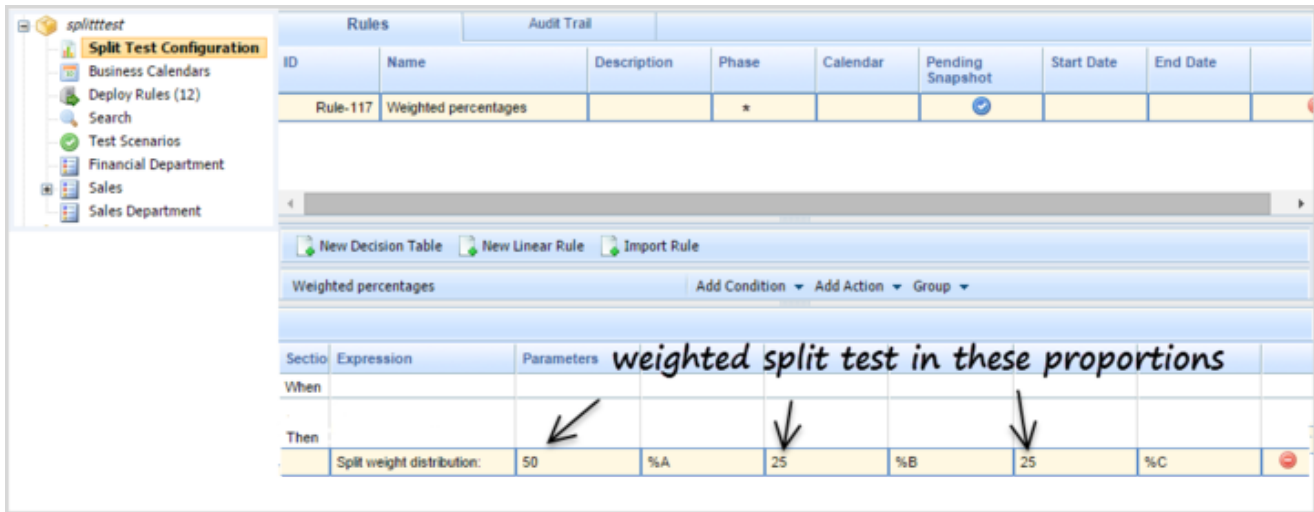 splitttest
Split Test Configuration
Business Calendars
Deploy Rules (12)
Search
Test Scenarios
Financial Department
Sales
Sales Department
Rules Audit Trail
ID Name Description Phase Calendar Pending Snapshot Start Date End Date
Rule-117 Weighted percentages *
New Decision Table New Linear Rule Import Rule
Weighted percentages Add Condition Add Action Group
Sectio Expression Parameters weighted split test in these proportions
When
Then
Split weight distribution: 50 %A 25 %B 25 %C